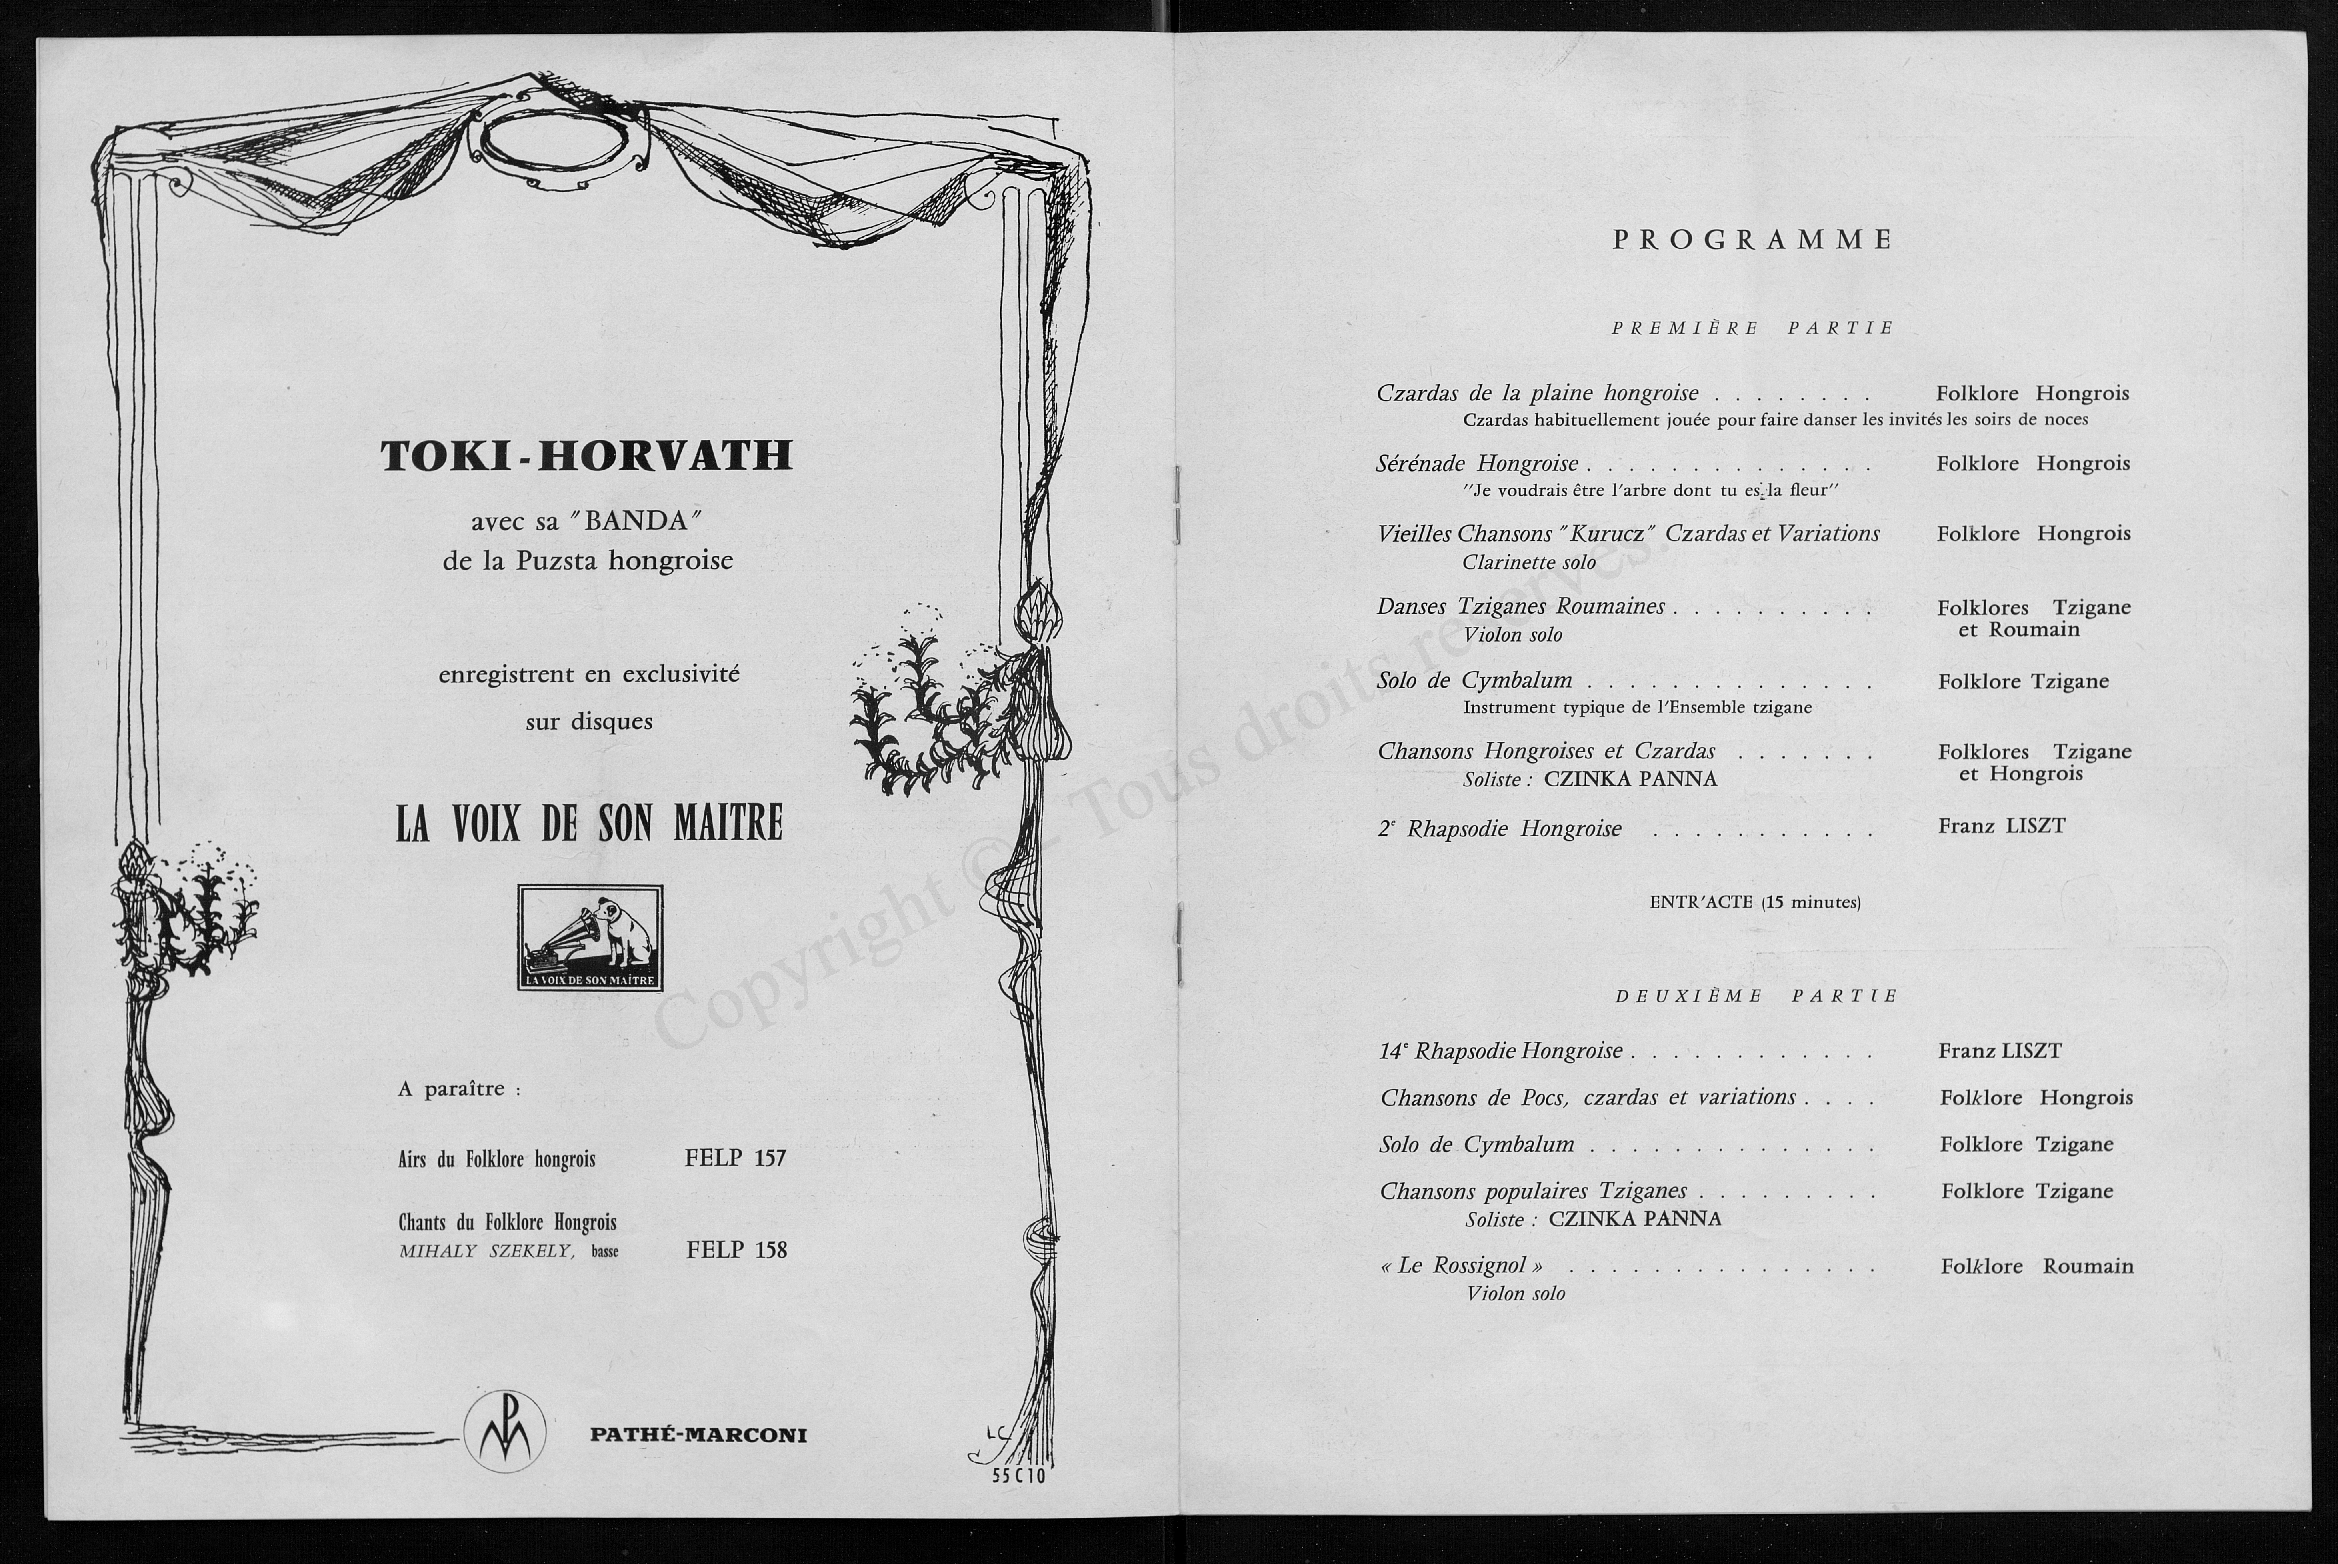 TOKI-HORVATH
avec sa "BANDA"
de la Puzsta hongroise
enregistrent en exclusivité
sur disques
LA VOIX DE SON MAITRE
LA VOIX DE SON MAÎTRE
A paraître :
Airs du Folklore hongrois FELP 157
Chants du Folklore Hongrois
MIHALY SZEKELY, basse FELP 158
PATHÉ-MARCONI
LC
55 C 10
PROGRAMME
PREMIÈRE PARTIE
Czardas de la plaine hongroise . . . . . . . . Folklore Hongrois
Czardas habituellement jouée pour faire danser les invités les soirs de noces
Sérénade Hongroise . . . . . . . . . . . . . . Folklore Hongrois
"Je voudrais être l'arbre dont tu es la fleur"
Vieilles Chansons "Kurucz" Czardas et Variations Folklore Hongrois
Clarinette solo
Danses Tziganes Roumaines . . . . . . . . . . Folklores Tzigane
et Roumain
Violon solo
Solo de Cymbalum . . . . . . . . . . . . . . Folklore Tzigane
Instrument typique de l'Ensemble tzigane
Chansons Hongroises et Czardas . . . . . . . Folklores Tzigane
et Hongrois
Soliste : CZINKA PANNA
2e Rhapsodie Hongroise . . . . . . . . . . . Franz LISZT
ENTR'ACTE (15 minutes)
DEUXIÈME PARTIE
14e Rhapsodie Hongroise . . . . . . . . . . . . Franz LISZT
Chansons de Pocs, czardas et variations . . . . Folklore Hongrois
Solo de Cymbalum . . . . . . . . . . . . . . Folklore Tzigane
Chansons populaires Tziganes . . . . . . . . . Folklore Tzigane
Soliste : CZINKA PANNA
« Le Rossignol » . . . . . . . . . . . . . . . Folklore Roumain
Violon solo
Copyright © - Tous droits réservés.